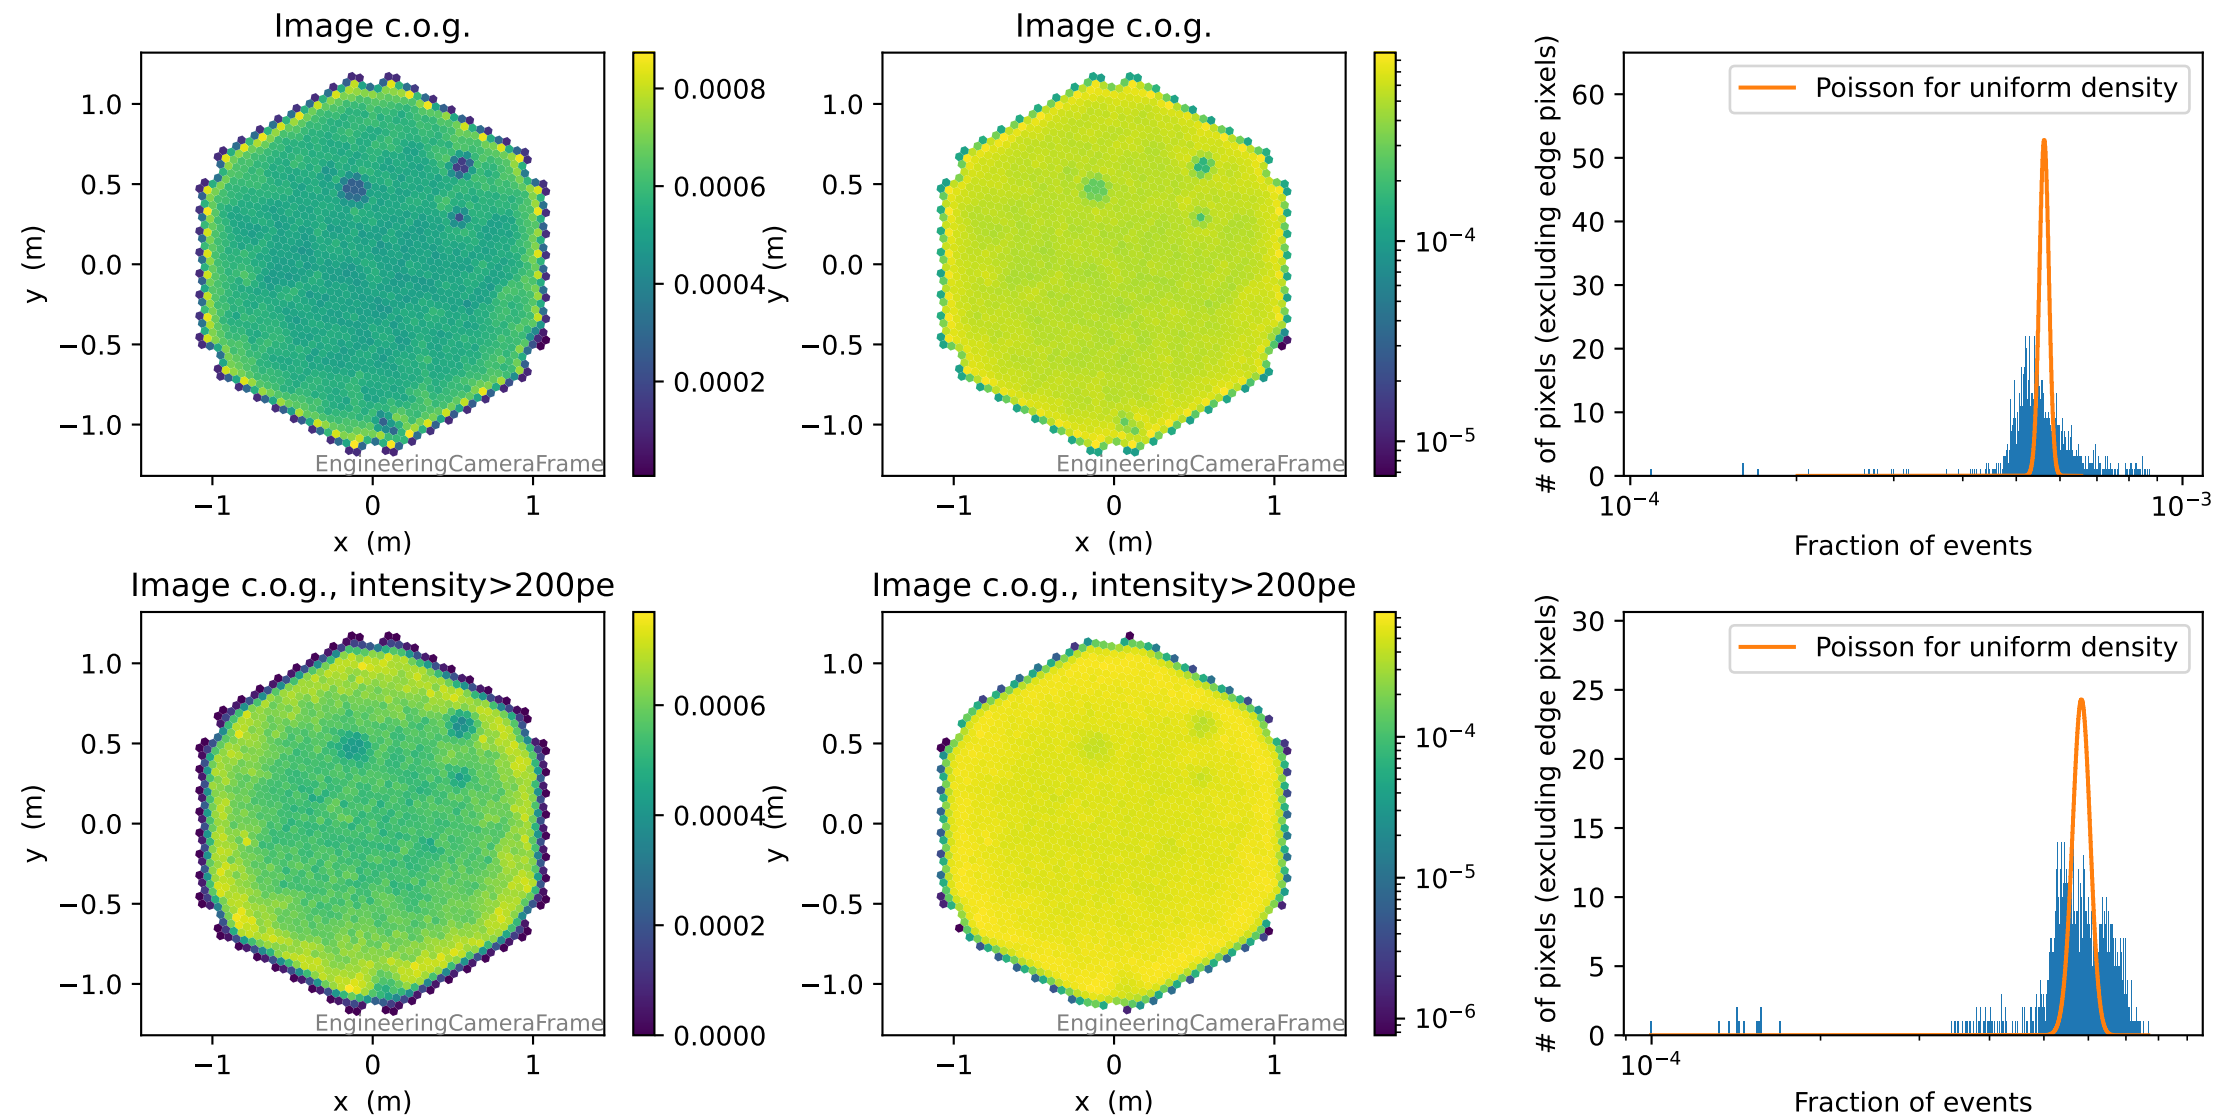 Image c.o.g.
1.0
0.5
0.0
−0.5
−1.0
y (m)
−1
0
1
x (m)
EngineeringCameraFrame
0.0008
0.0006
0.0004
0.0002
Image c.o.g.
1.0
0.5
0.0
−0.5
−1.0
y (m)
−1
0
1
x (m)
EngineeringCameraFrame
10⁻⁴
10⁻⁵
# of pixels (excluding edge pixels)
60
50
40
30
20
10
0
Poisson for uniform density
10⁻⁴
10⁻³
Fraction of events
Image c.o.g., intensity>200pe
1.0
0.5
0.0
−0.5
−1.0
y (m)
−1
0
1
x (m)
EngineeringCameraFrame
0.0006
0.0004
0.0002
0.0000
Image c.o.g., intensity>200pe
1.0
0.5
0.0
−0.5
−1.0
y (m)
−1
0
1
x (m)
EngineeringCameraFrame
10⁻⁴
10⁻⁵
10⁻⁶
# of pixels (excluding edge pixels)
30
25
20
15
10
5
0
Poisson for uniform density
10⁻⁴
Fraction of events